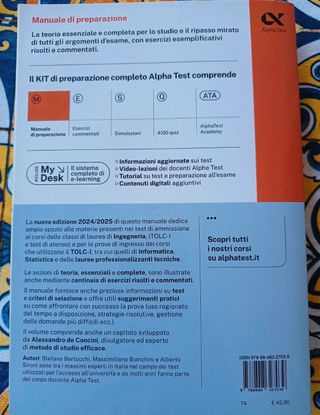 Manuale di preparazione
La teoria essenziale e completa per lo studio e il ripasso mirato
di tutti gli argomenti d'esame, con esercizi esemplificativi
risolti e commentati.
Alpha Test
Il KIT di preparazione completo Alpha Test comprende
M E S Q ATA
Manuale di preparazione
Esercizi commentati
Simulazioni
4100 quiz
AlphaTest Academy
INCLUDE
My Desk
Il sistema completo di e-learning
Informazioni aggiornate sui test
Video-lezioni dei docenti Alpha Test
Tutorial su test e preparazione all'esame
Contenuti digitali aggiuntivi
La nuova edizione 2024/2025 di questo manuale dedica
ampio spazio alle materie presenti nei test di ammissione
ai corsi delle classi di laurea di Ingegneria, (TOLC-I
e test di ateneo) e per le prove di ingresso dei corsi
che utilizzano il TOLC-I, tra cui quelli di Informatica,
Statistica e delle lauree professionalizzanti tecniche.
Le sezioni di teoria, essenziali e complete, sono illustrate
anche mediante centinaia di esercizi risolti e commentati.
Il manuale fornisce anche preziose informazioni su test
e criteri di selezione e offre utili suggerimenti pratici
su come affrontare con successo la prova (uso ragionato
del tempo a disposizione, strategie risolutive, gestione
delle domande più difficili ecc.).
Il volume comprende anche un capitolo sviluppato
da Alessandro de Concini, divulgatore ed esperto
di metodo di studio efficace.
Autori: Stefano Bertocchi, Massimiliano Bianchini e Alberto
Sironi sono tra i massimi esperti in Italia nel campo dei test
utilizzati per l'accesso all'università e da molti anni fanno parte
del corpo docente Alpha Test.
Scopri tutti
i nostri corsi
su alphatest.it
ISBN 978 88-483-2703-9
9 788848 327039
T4 € 45,90